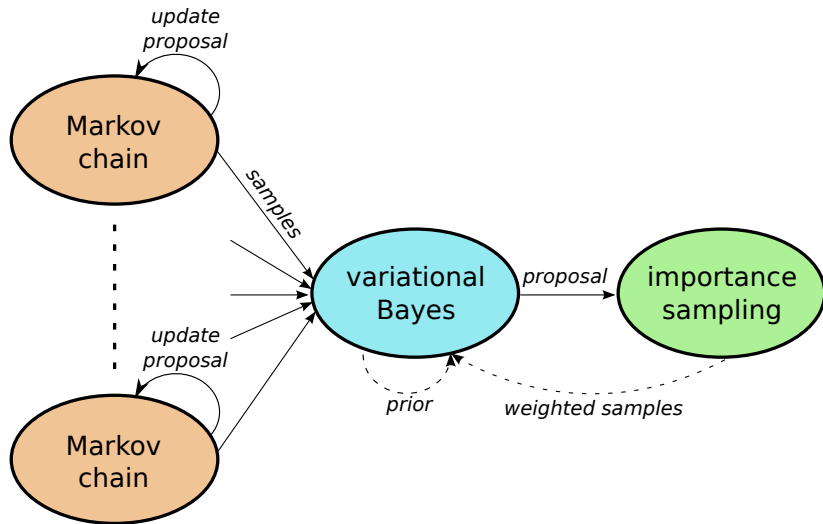 update
proposal
Markov
chain
samples
variational
Bayes
proposal
importance
sampling
update
proposal
prior
weighted samples
Markov
chain